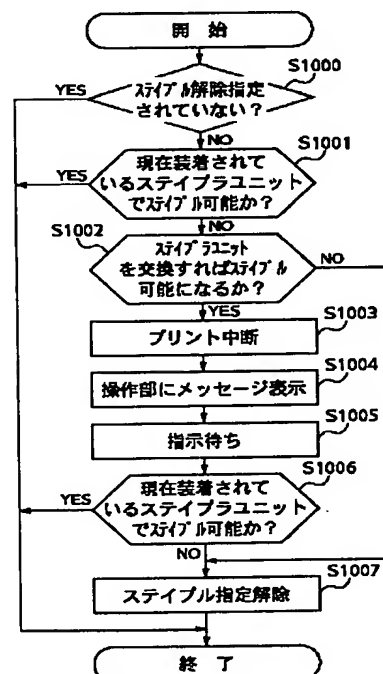 開始
S1000
ステイプル解除指定
されていない?
YES
NO
S1001
現在装着されて
いるステイプラユニット
でステイプル可能か?
YES
NO
S1002
ステイプラユニット
を交換すればステイプル
可能になるか?
NO
YES
S1003
プリント中断
S1004
操作部にメッセージ表示
S1005
指示待ち
S1006
現在装着されて
いるステイプラユニット
でステイプル可能か?
YES
NO
S1007
ステイプル指定解除
終了